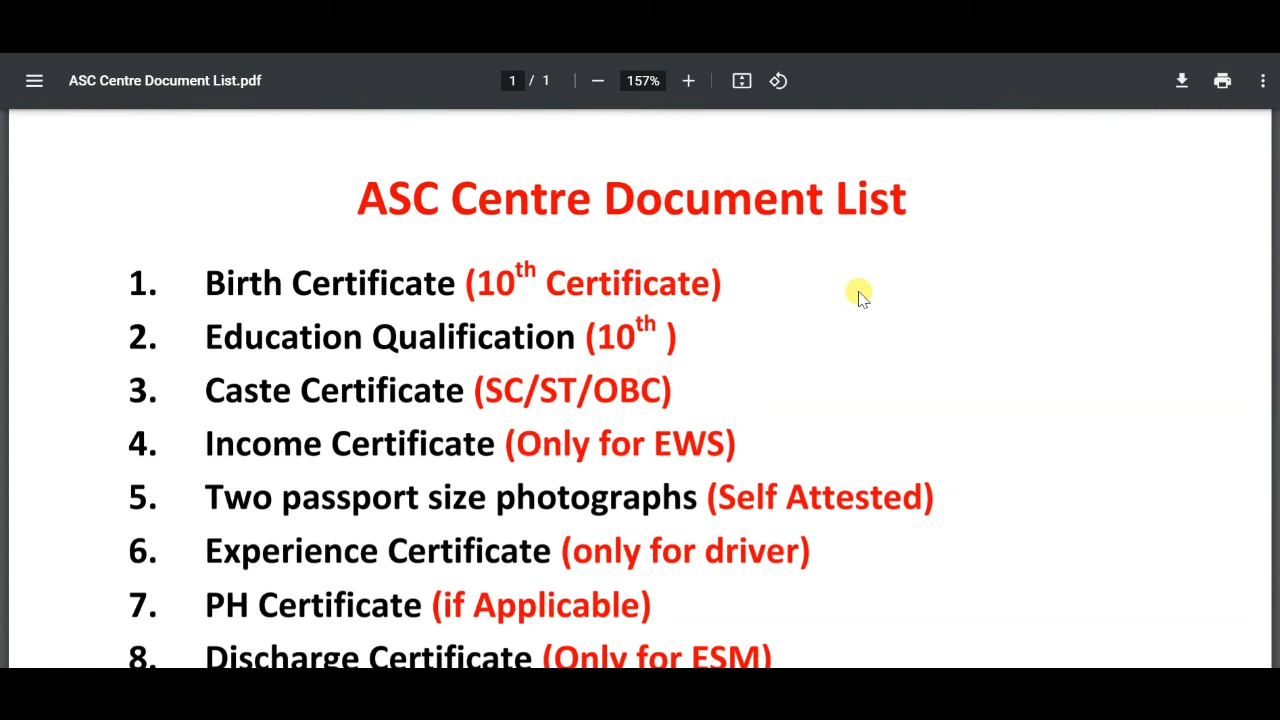 ASC Centre Document List.pdf
1 / 1
157%
ASC Centre Document List
1. Birth Certificate (10th Certificate)
2. Education Qualification (10th )
3. Caste Certificate (SC/ST/OBC)
4. Income Certificate (Only for EWS)
5. Two passport size photographs (Self Attested)
6. Experience Certificate (only for driver)
7. PH Certificate (if Applicable)
8. Discharge Certificate (Only for ESM)